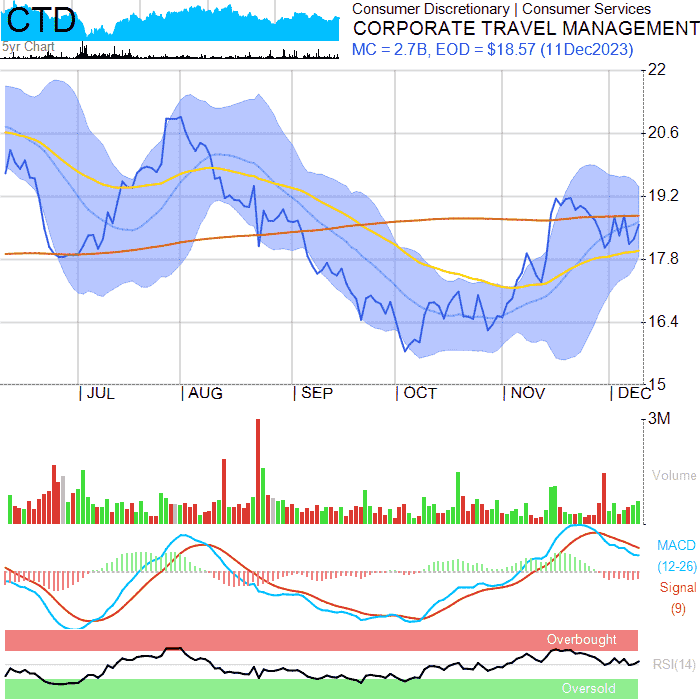 CTD
5yr Chart
Consumer Discretionary | Consumer Services
CORPORATE TRAVEL MANAGEMENT
MC = 2.7B, EOD = $18.57 (11Dec2023)
22
20.6
19.2
17.8
16.4
15
| JUL | AUG | SEP | OCT | NOV | DEC
3M
Volume
MACD
(12-26)
Signal
(9)
Overbought
RSI(14)
Oversold